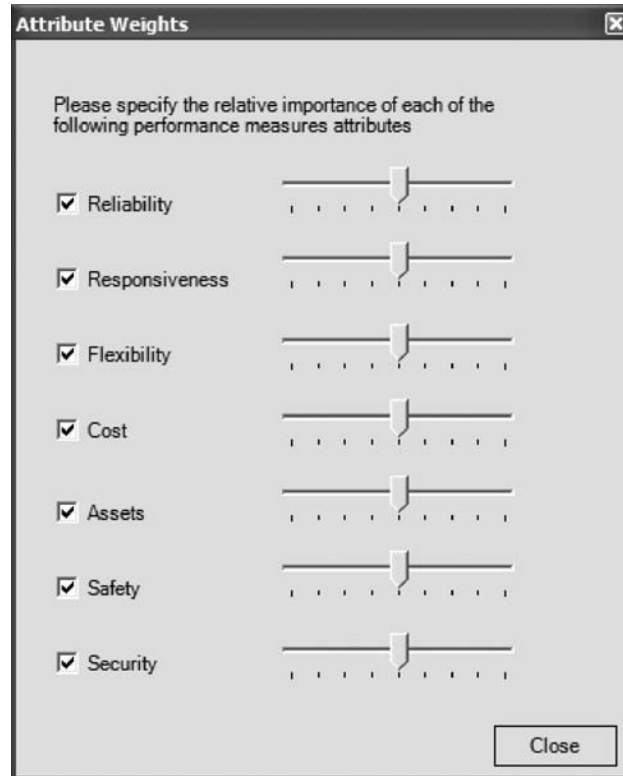 Attribute Weights
Please specify the relative importance of each of the
following performance measures attributes
Reliability
Responsiveness
Flexibility
Cost
Assets
Safety
Security
Close